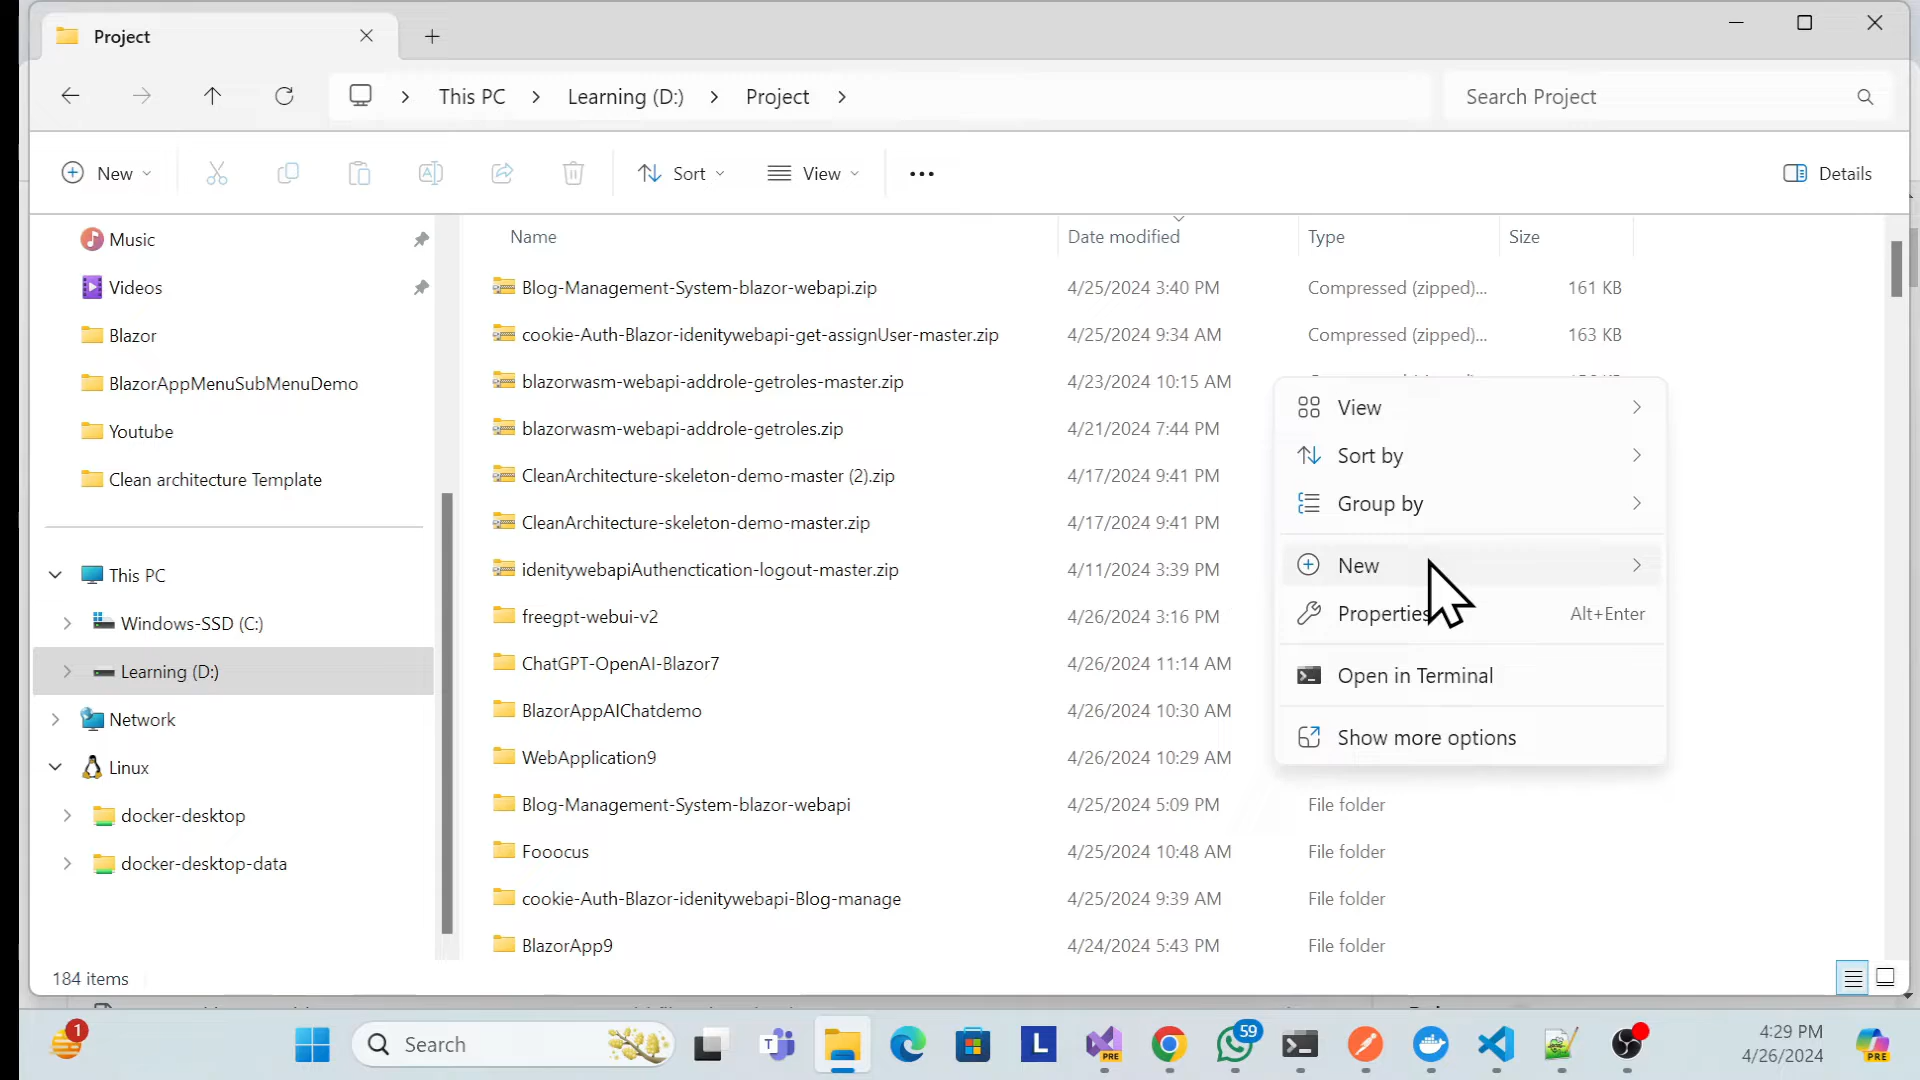 Project
This PC
Learning (D:)
Project
Search Project
New
Sort
View
Details
Music
Videos
Blazor
BlazorAppMenuSubMenuDemo
Youtube
Clean architecture Template
This PC
Windows-SSD (C:)
Learning (D:)
Network
Linux
docker-desktop
docker-desktop-data
Name Date modified Type Size
Blog-Management-System-blazor-webapi.zip 4/25/2024 3:40 PM Compressed (zipped)... 161 KB
cookie-Auth-Blazor-idenitywebapi-get-assignUser-master.zip 4/25/2024 9:34 AM Compressed (zipped)... 163 KB
blazorwasm-webapi-addrole-getroles-master.zip 4/23/2024 10:15 AM
blazorwasm-webapi-addrole-getroles.zip 4/21/2024 7:44 PM
CleanArchitecture-skeleton-demo-master (2).zip 4/17/2024 9:41 PM
CleanArchitecture-skeleton-demo-master.zip 4/17/2024 9:41 PM
idenitywebapiAuthenctication-logout-master.zip 4/11/2024 3:39 PM
freegpt-webui-v2 4/26/2024 3:16 PM
ChatGPT-OpenAI-Blazor7 4/26/2024 11:14 AM
BlazorAppAIChatdemo 4/26/2024 10:30 AM
WebApplication9 4/26/2024 10:29 AM
Blog-Management-System-blazor-webapi 4/25/2024 5:09 PM File folder
Fooocus 4/25/2024 10:48 AM File folder
cookie-Auth-Blazor-idenitywebapi-Blog-manage 4/25/2024 9:39 AM File folder
BlazorApp9 4/24/2024 5:43 PM File folder
View
Sort by
Group by
New
Properties Alt+Enter
Open in Terminal
Show more options
184 items
1
Search
T
L
PRE
59
PRE
4:29 PM
4/26/2024